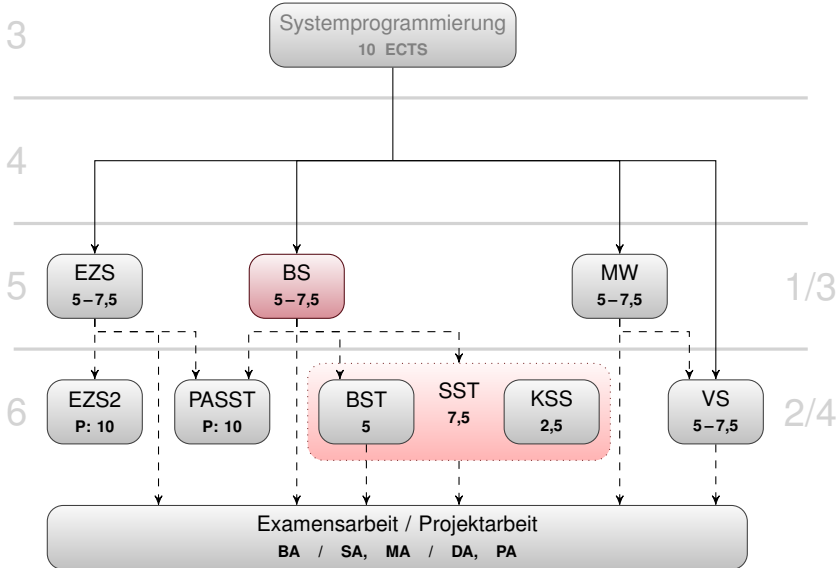 3
Systemprogrammierung
10 ECTS
4
5
EZS
5–7,5
BS
5–7,5
MW
5–7,5
1/3
6
EZS2
P: 10
PASST
P: 10
BST
5
SST
7,5
KSS
2,5
VS
5–7,5
2/4
Examensarbeit / Projektarbeit
BA / SA, MA / DA, PA